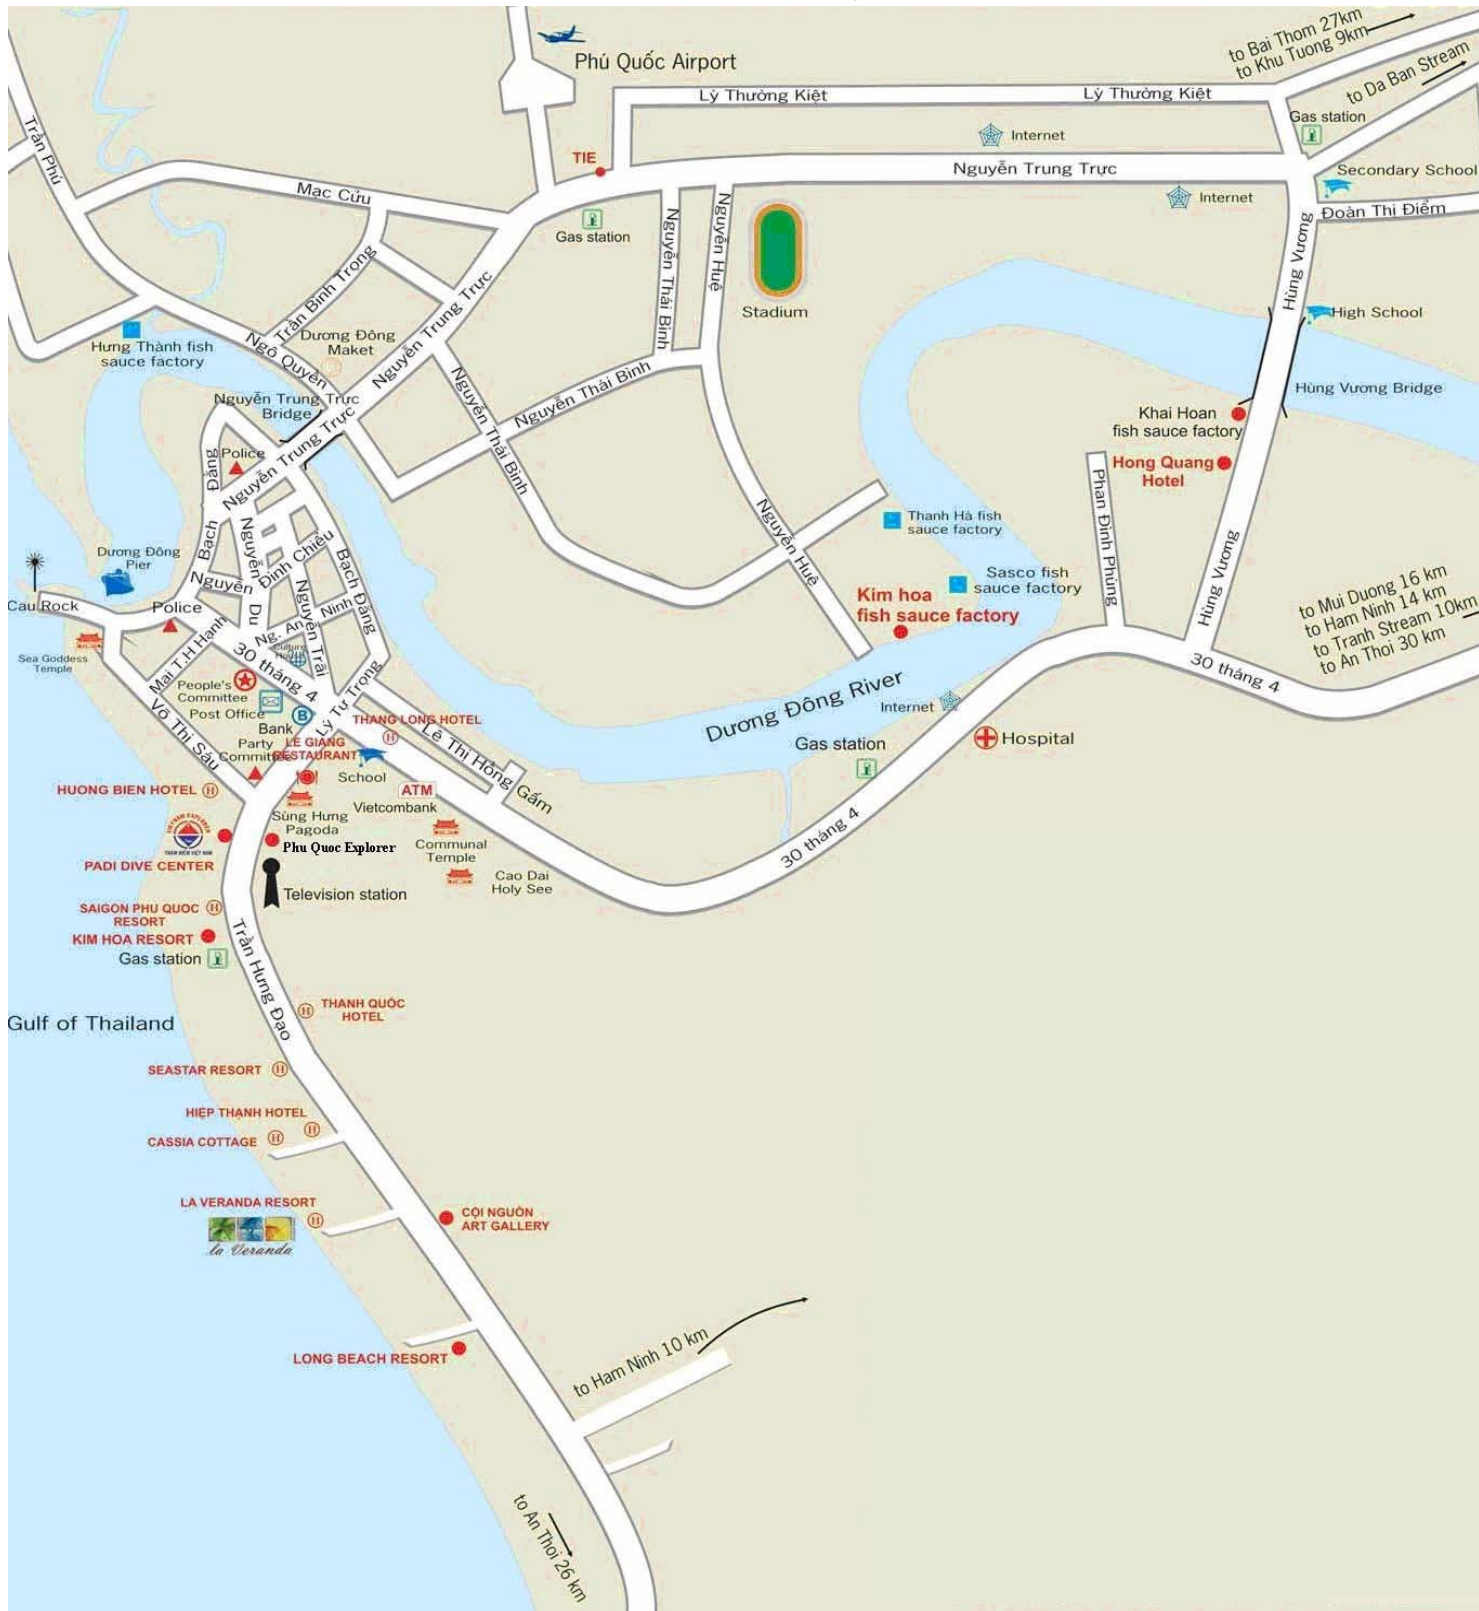 to Bai Thom 27km
to Khu Tuong 9km
to Da Ban Stream
Phú Quốc Airport
Lý Thường Kiệt
Lý Thường Kiệt
Gas station
Internet
Trần Phú
TIE
Nguyễn Trung Trực
Secondary School
Mạc Cửu
Internet
Đoàn Thị Điểm
Gas station
Nguyễn Thái Bình
Nguyễn Huệ
Hùng Vương
Trần Bình Trọng
Stadium
High School
Hưng Thành fish
sauce factory
Ngô Quyền
Dương Đông
Maket
Nguyễn Trung Trực
Nguyễn Thái Bình
Nguyễn Thái Bình
Hùng Vương Bridge
Nguyễn Trung Trực
Bridge
Nguyễn Trung Trực
Khai Hoan
fish sauce factory
Hong Quang
Hotel
Police
Đằng
Bạch
Phan Đình Phùng
Nguyễn Huệ
Thanh Hà fish
sauce factory
Hùng Vương
Dương Đông
Pier
Nguyễn
Du
Nguyễn Đình Chiểu
Bạch Đằng
Nguyễn Trãi
Ng. An Ninh
Sasco fish
sauce factory
Kim hoa
fish sauce factory
to Mui Duong 16 km
to Ham Ninh 14 km
to Tranh Stream 10km
to An Thoi 30 km
Cau Rock
Police
Sea Goddess
Temple
Mai T.H Hạnh
Culture
30 tháng 4
30 tháng 4
People's
Committee
Post Office
Bank
B
Lý Tự Trọng
Dương Đông River
Internet
Hospital
Gas station
Võ Thị Sáu
Party
Committee
LE GIANG
RESTAURANT
THANG LONG HOTEL
H
Lê Thị Hồng Gấm
School
ATM
Vietcombank
HUONG BIEN HOTEL
H
Sùng Hưng
Pagoda
30 tháng 4
VIETNAM EXPLORER
PADI DIVE CENTER
Phu Quoc Explorer
Communal
Temple
Cao Dai
Holy See
Television station
SAIGON PHU QUOC
RESORT
H
KIM HOA RESORT
Gas station
Trần Hưng Đạo
THANH QUỐC
HOTEL
H
Gulf of Thailand
SEASTAR RESORT
H
HIỆP THẠNH HOTEL
H
CASSIA COTTAGE
H
LA VERANDA RESORT
H
la Veranda
CỘI NGUỒN
ART GALLERY
LONG BEACH RESORT
to Ham Ninh 10 km
to An Thoi 26 km